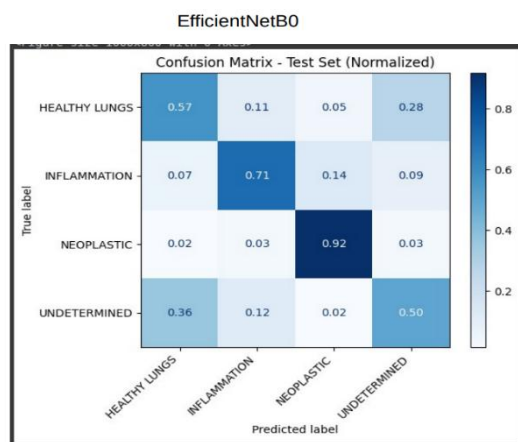 EfficientNetB0
Confusion Matrix - Test Set (Normalized)
HEALTHY LUNGS 0.57 0.11 0.05 0.28
INFLAMMATION 0.07 0.71 0.14 0.09
NEOPLASTIC 0.02 0.03 0.92 0.03
UNDETERMINED 0.36 0.12 0.02 0.50
True label
0.8
0.6
0.4
0.2
HEALTHY LUNGS
INFLAMMATION
NEOPLASTIC
UNDETERMINED
Predicted label